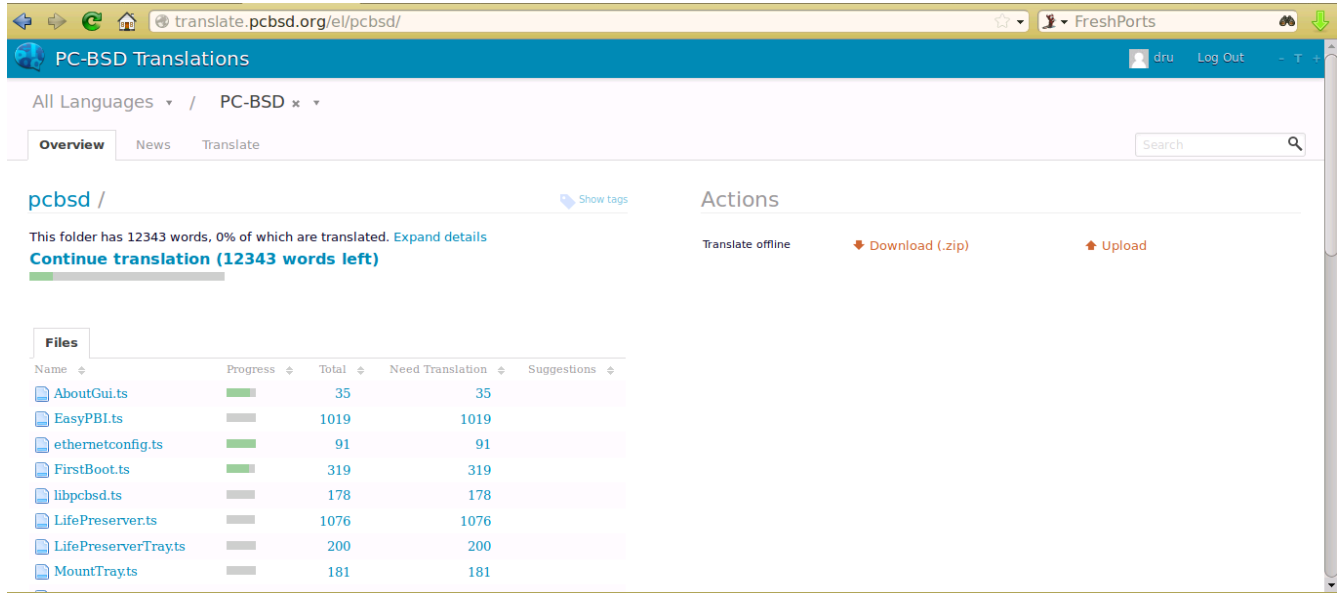 translate.pcbsd.org/el/pcbsd/ FreshPorts
PC-BSD Translations dru Log Out - T +
All Languages / PC-BSD ×
Overview News Translate Search
pcbsd / Show tags Actions
This folder has 12343 words, 0% of which are translated. Expand details
Translate offline Download (.zip) Upload
Continue translation (12343 words left)
Files
Name Progress Total Need Translation Suggestions
AboutGui.ts 35 35
EasyPBI.ts 1019 1019
ethernetconfig.ts 91 91
FirstBoot.ts 319 319
libpcbsd.ts 178 178
LifePreserver.ts 1076 1076
LifePreserverTray.ts 200 200
MountTray.ts 181 181